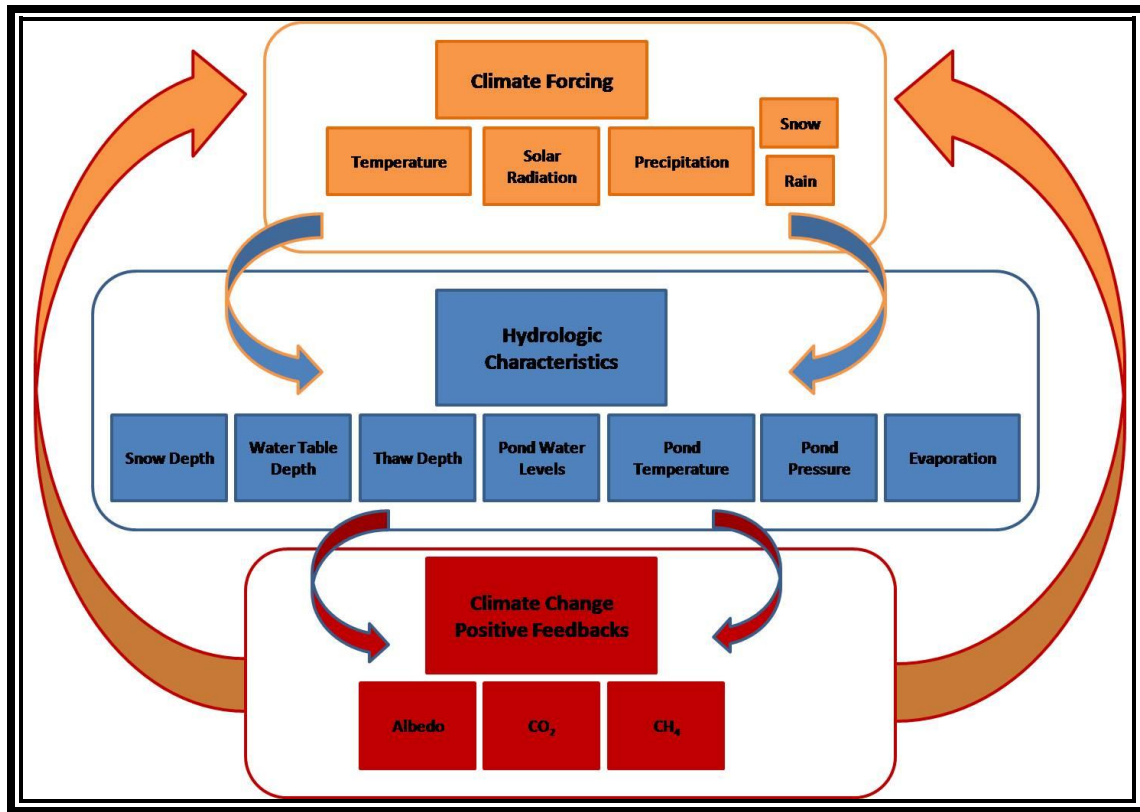 Climate Forcing
Snow
Temperature
Solar
Radiation
Precipitation
Rain
Hydrologic
Characteristics
Snow Depth
Water Table
Depth
Thaw Depth
Pond Water
Levels
Pond
Temperature
Pond
Pressure
Evaporation
Climate Change
Positive Feedbacks
Albedo
CO₂
CH₄